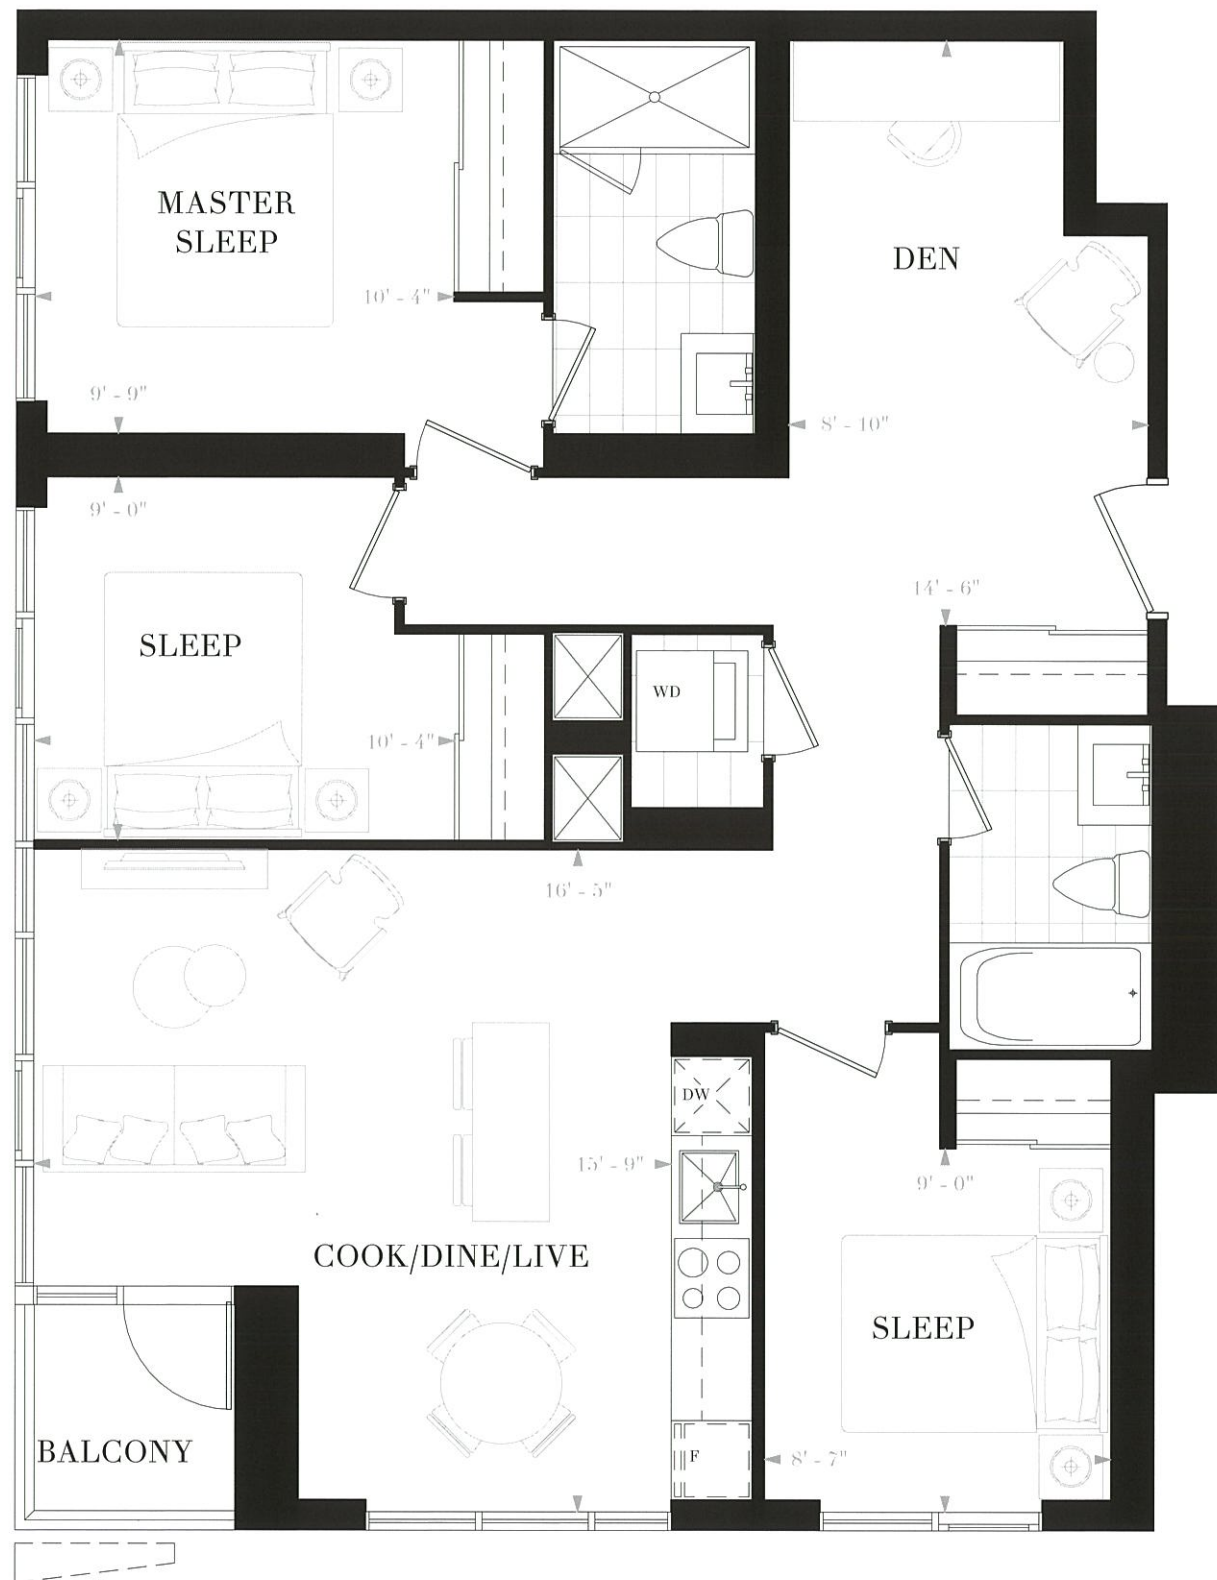 MASTER
SLEEP
10' - 4"
9' - 9"
DEN
8' - 10"
9' - 0"
14' - 6"
SLEEP
WD
10' - 4"
16' - 5"
DW
15' - 9"
9' - 0"
COOK/DINE/LIVE
SLEEP
BALCONY
F
8' - 7"